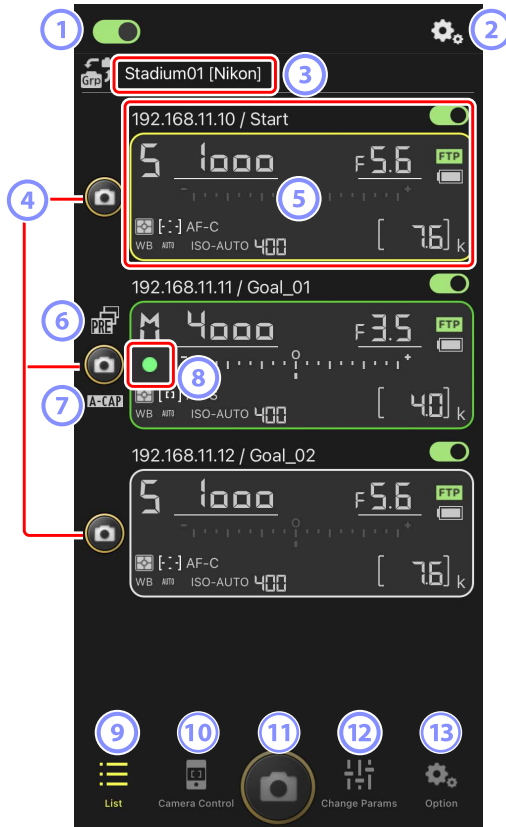 1
2
Grp
Stadium01 [Nikon]
3
192.168.11.10 / Start
S 1000 F5.6 FTP
4
5
- +
[-:-] AF-C
WB AUTO ISO-AUTO 400 [ 7.6] k
192.168.11.11 / Goal_01
6
PRE
M 4000 F3.5 FTP
8
- 0 +
7
A-CAP
WB AUTO ISO-AUTO 400 [ 4.0] k
192.168.11.12 / Goal_02
S 1000 F5.6 FTP
- 0 +
[-:-] AF-C
WB AUTO ISO-AUTO 400 [ 7.6] k
9 10 11 12 13
List Camera Control Change Params Option